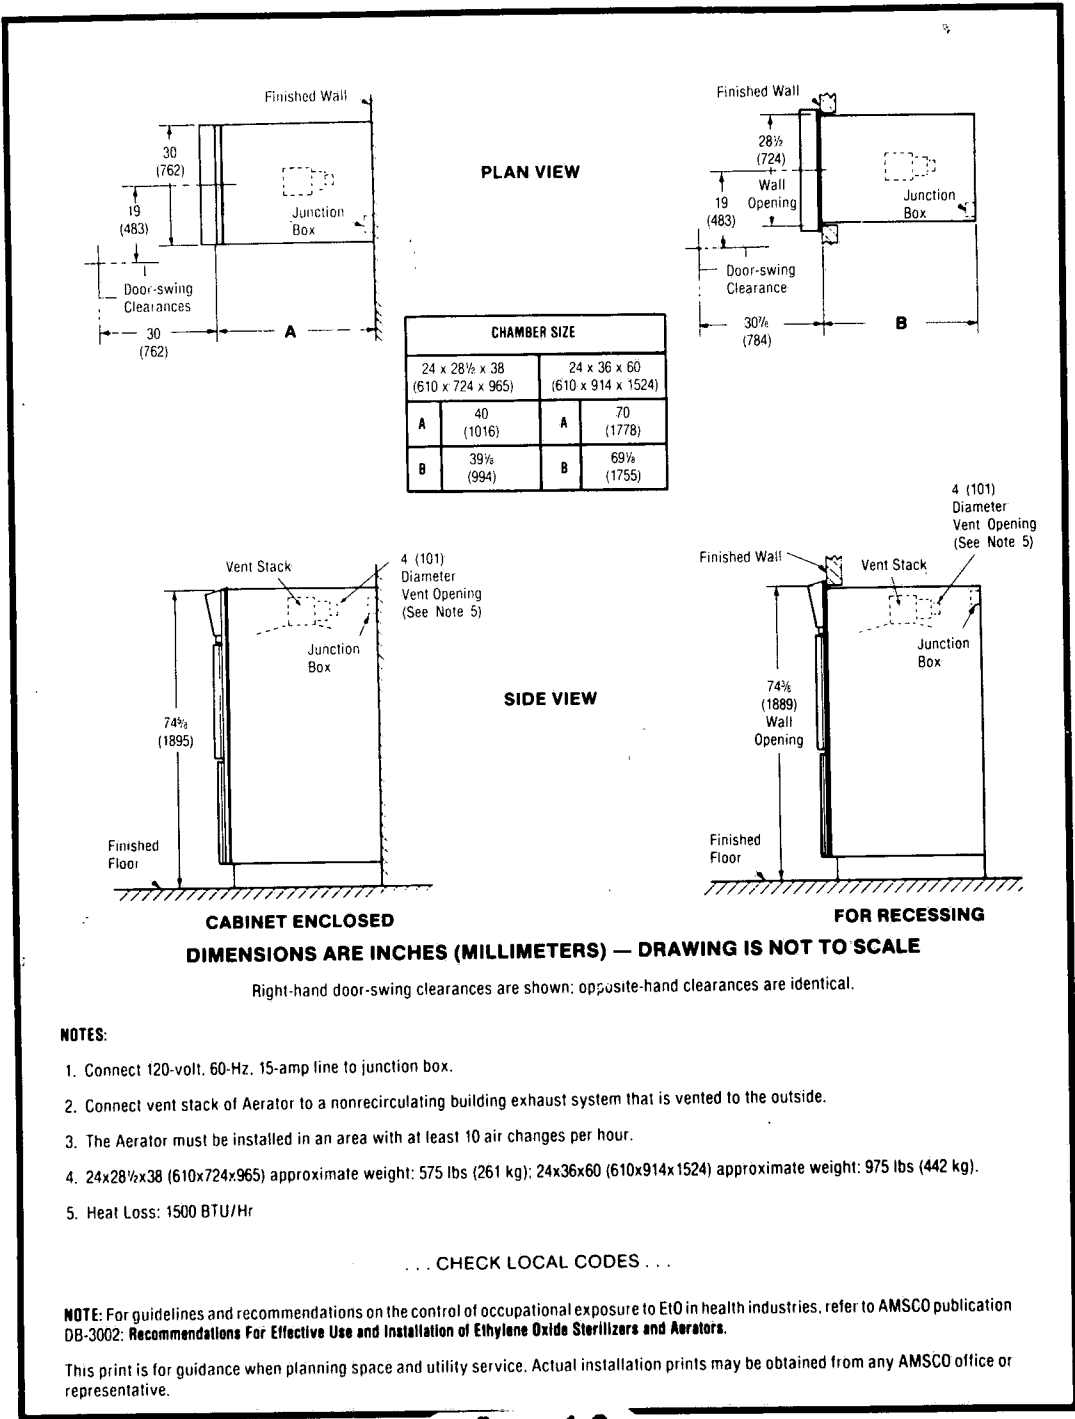 Finished Wall
30
(762)
19
(483)
Junction
Box
Door-swing
Clearances
30
(762)
A
PLAN VIEW
Finished Wall
28½
(724)
Wall
Opening
19
(483)
Junction
Box
Door-swing
Clearance
30⅞
(784)
B
CHAMBER SIZE
24 x 28½ x 38
(610 x 724 x 965)
24 x 36 x 60
(610 x 914 x 1524)
A
40
(1016)
A
70
(1778)
B
39⅛
(994)
B
69⅛
(1755)
Vent Stack
4 (101)
Diameter
Vent Opening
(See Note 5)
Junction
Box
74⅝
(1895)
Finished
Floor
CABINET ENCLOSED
SIDE VIEW
4 (101)
Diameter
Vent Opening
(See Note 5)
Finished Wall
Vent Stack
Junction
Box
74⅜
(1889)
Wall
Opening
Finished
Floor
FOR RECESSING
DIMENSIONS ARE INCHES (MILLIMETERS) — DRAWING IS NOT TO SCALE
Right-hand door-swing clearances are shown; opposite-hand clearances are identical.
NOTES:
1. Connect 120-volt, 60-Hz, 15-amp line to junction box.
2. Connect vent stack of Aerator to a nonrecirculating building exhaust system that is vented to the outside.
3. The Aerator must be installed in an area with at least 10 air changes per hour.
4. 24x28½x38 (610x724x965) approximate weight: 575 lbs (261 kg); 24x36x60 (610x914x1524) approximate weight: 975 lbs (442 kg).
5. Heat Loss: 1500 BTU/Hr
. . . CHECK LOCAL CODES . . .
NOTE: For guidelines and recommendations on the control of occupational exposure to EtO in health industries, refer to AMSCO publication
DB-3002: Recommendations For Effective Use and Installation of Ethylene Oxide Sterilizers and Aerators.
This print is for guidance when planning space and utility service. Actual installation prints may be obtained from any AMSCO office or
representative.